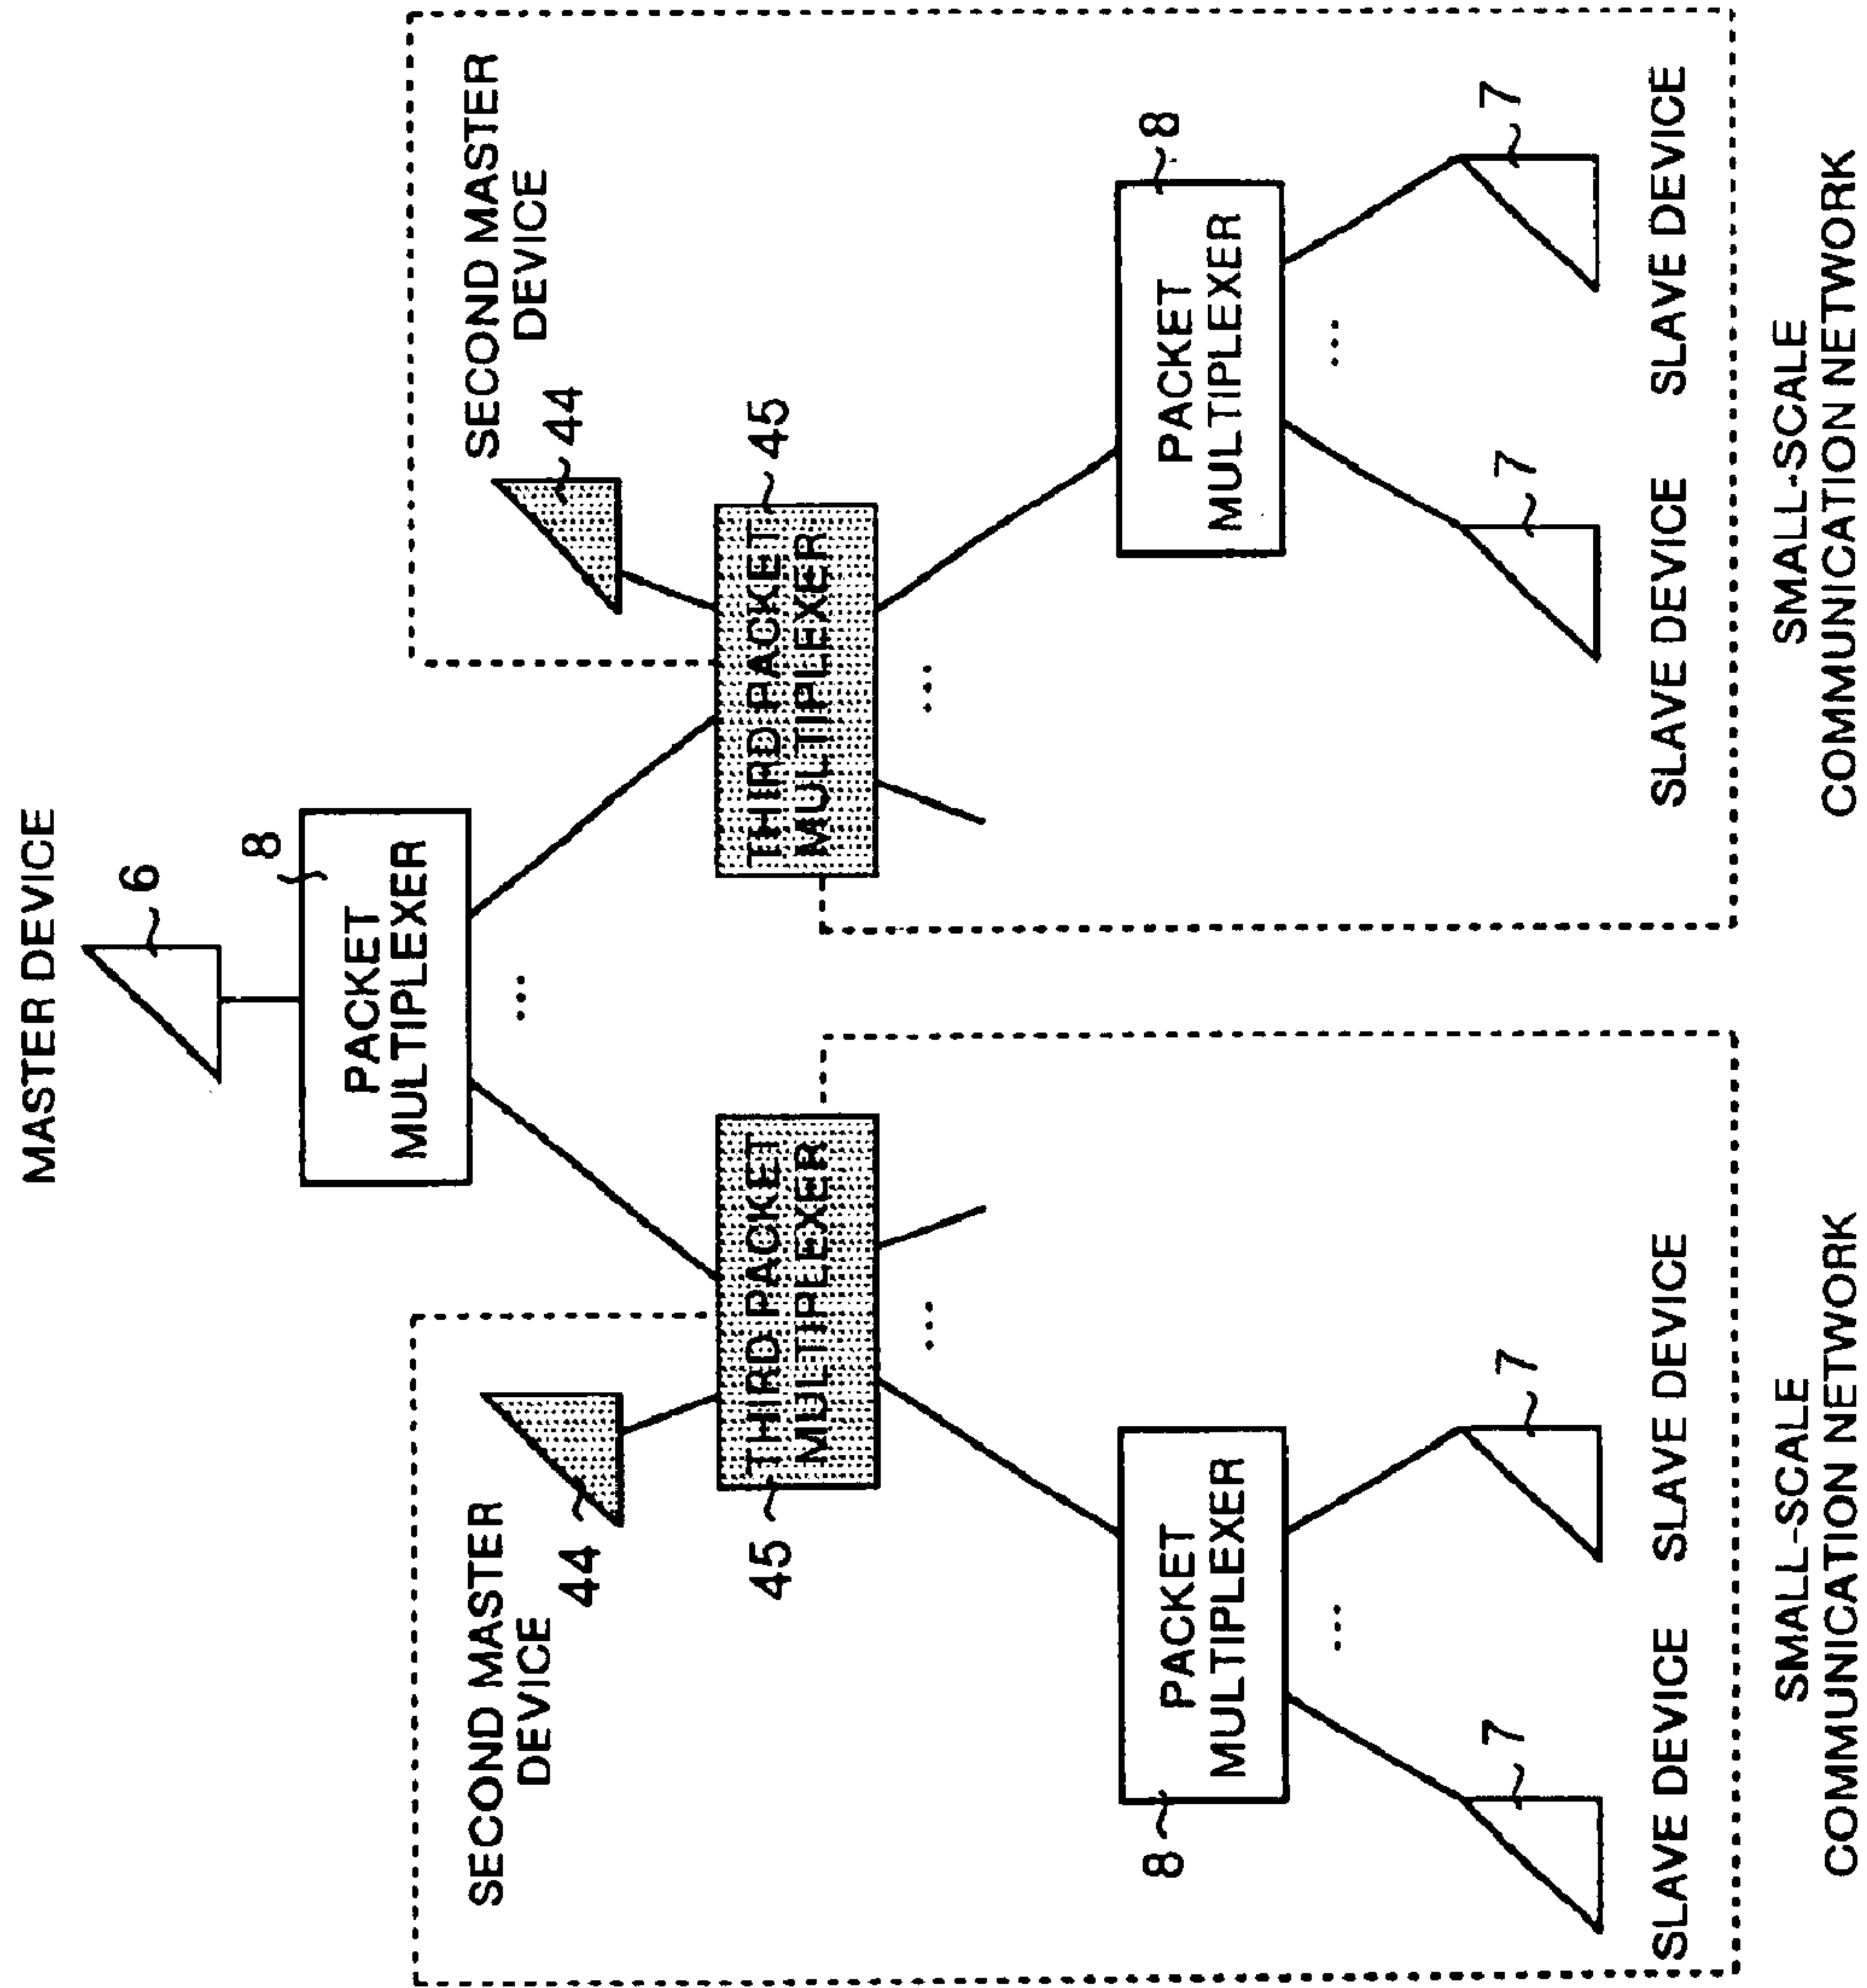 MASTER DEVICE
6
8
PACKET
MULTIPLEXER
SECOND MASTER
DEVICE
44
45
THIRD PACKET
MULTIPLEXER
SECOND MASTER
DEVICE
44
45
THIRD PACKET
MULTIPLEXER
...
...
...
8
PACKET
MULTIPLEXER
8
PACKET
MULTIPLEXER
...
...
7
7
7
7
SLAVE DEVICE
SLAVE DEVICE
SLAVE DEVICE
SLAVE DEVICE
SMALL-SCALE
COMMUNICATION NETWORK
SMALL-SCALE
COMMUNICATION NETWORK